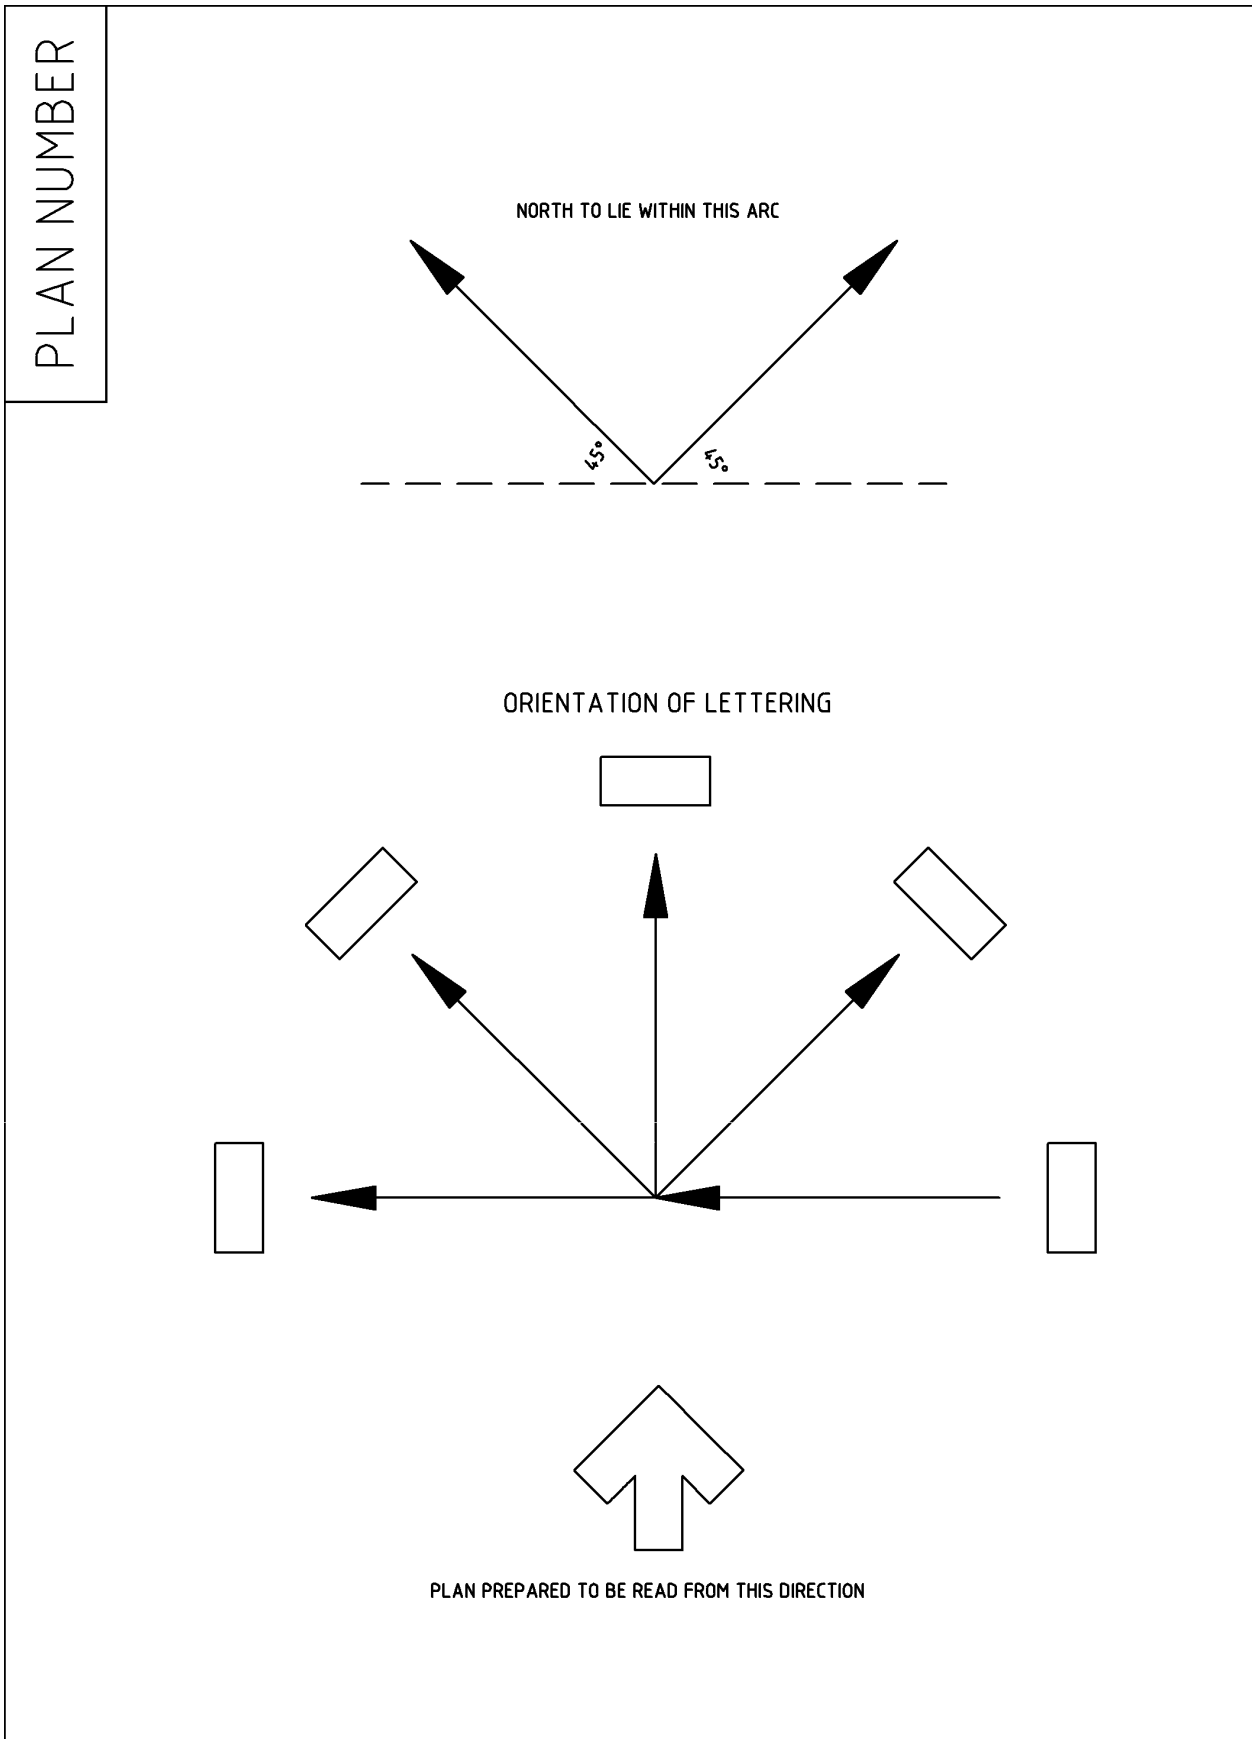 PLAN NUMBER
NORTH TO LIE WITHIN THIS ARC
45°
45°
ORIENTATION OF LETTERING
PLAN PREPARED TO BE READ FROM THIS DIRECTION